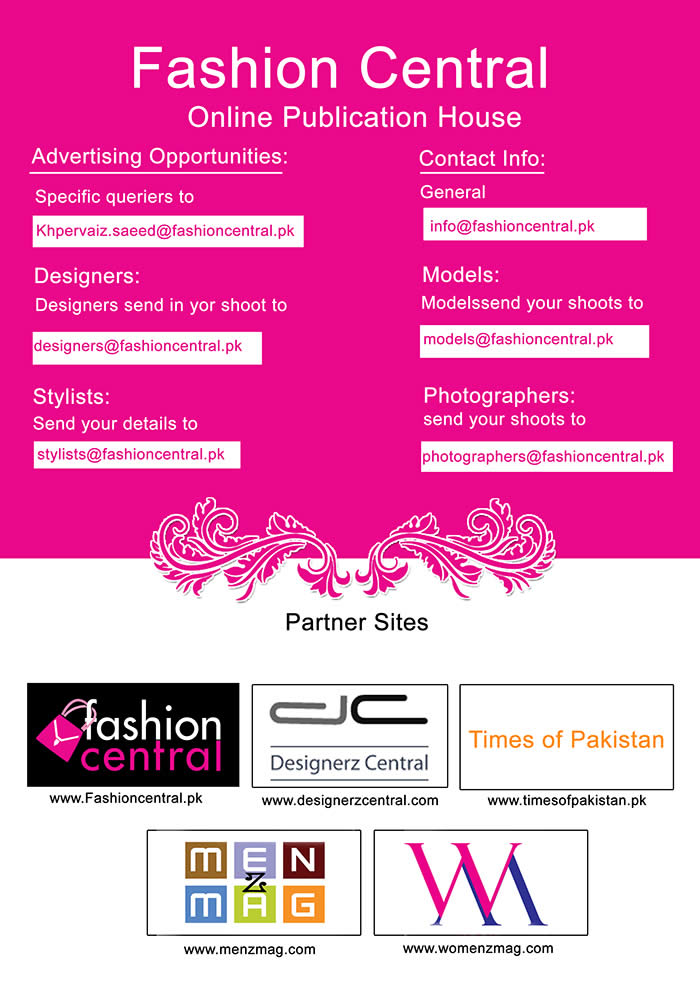 Fashion Central
Online Publication House
Advertising Opportunities:
Specific queriers to
Khpervaiz.saeed@fashioncentral.pk
Designers:
Designers send in yor shoot to
designers@fashioncentral.pk
Stylists:
Send your details to
stylists@fashioncentral.pk
Contact Info:
General
info@fashioncentral.pk
Models:
Modelssend your shoots to
models@fashioncentral.pk
Photographers:
send your shoots to
photographers@fashioncentral.pk
Partner Sites
fashion
central
www.Fashioncentral.pk
dc
Designerz Central
www.designerzcentral.com
Times of Pakistan
www.timesofpakistan.pk
MEN
Z
MAG
www.menzmag.com
WM
www.womenzmag.com